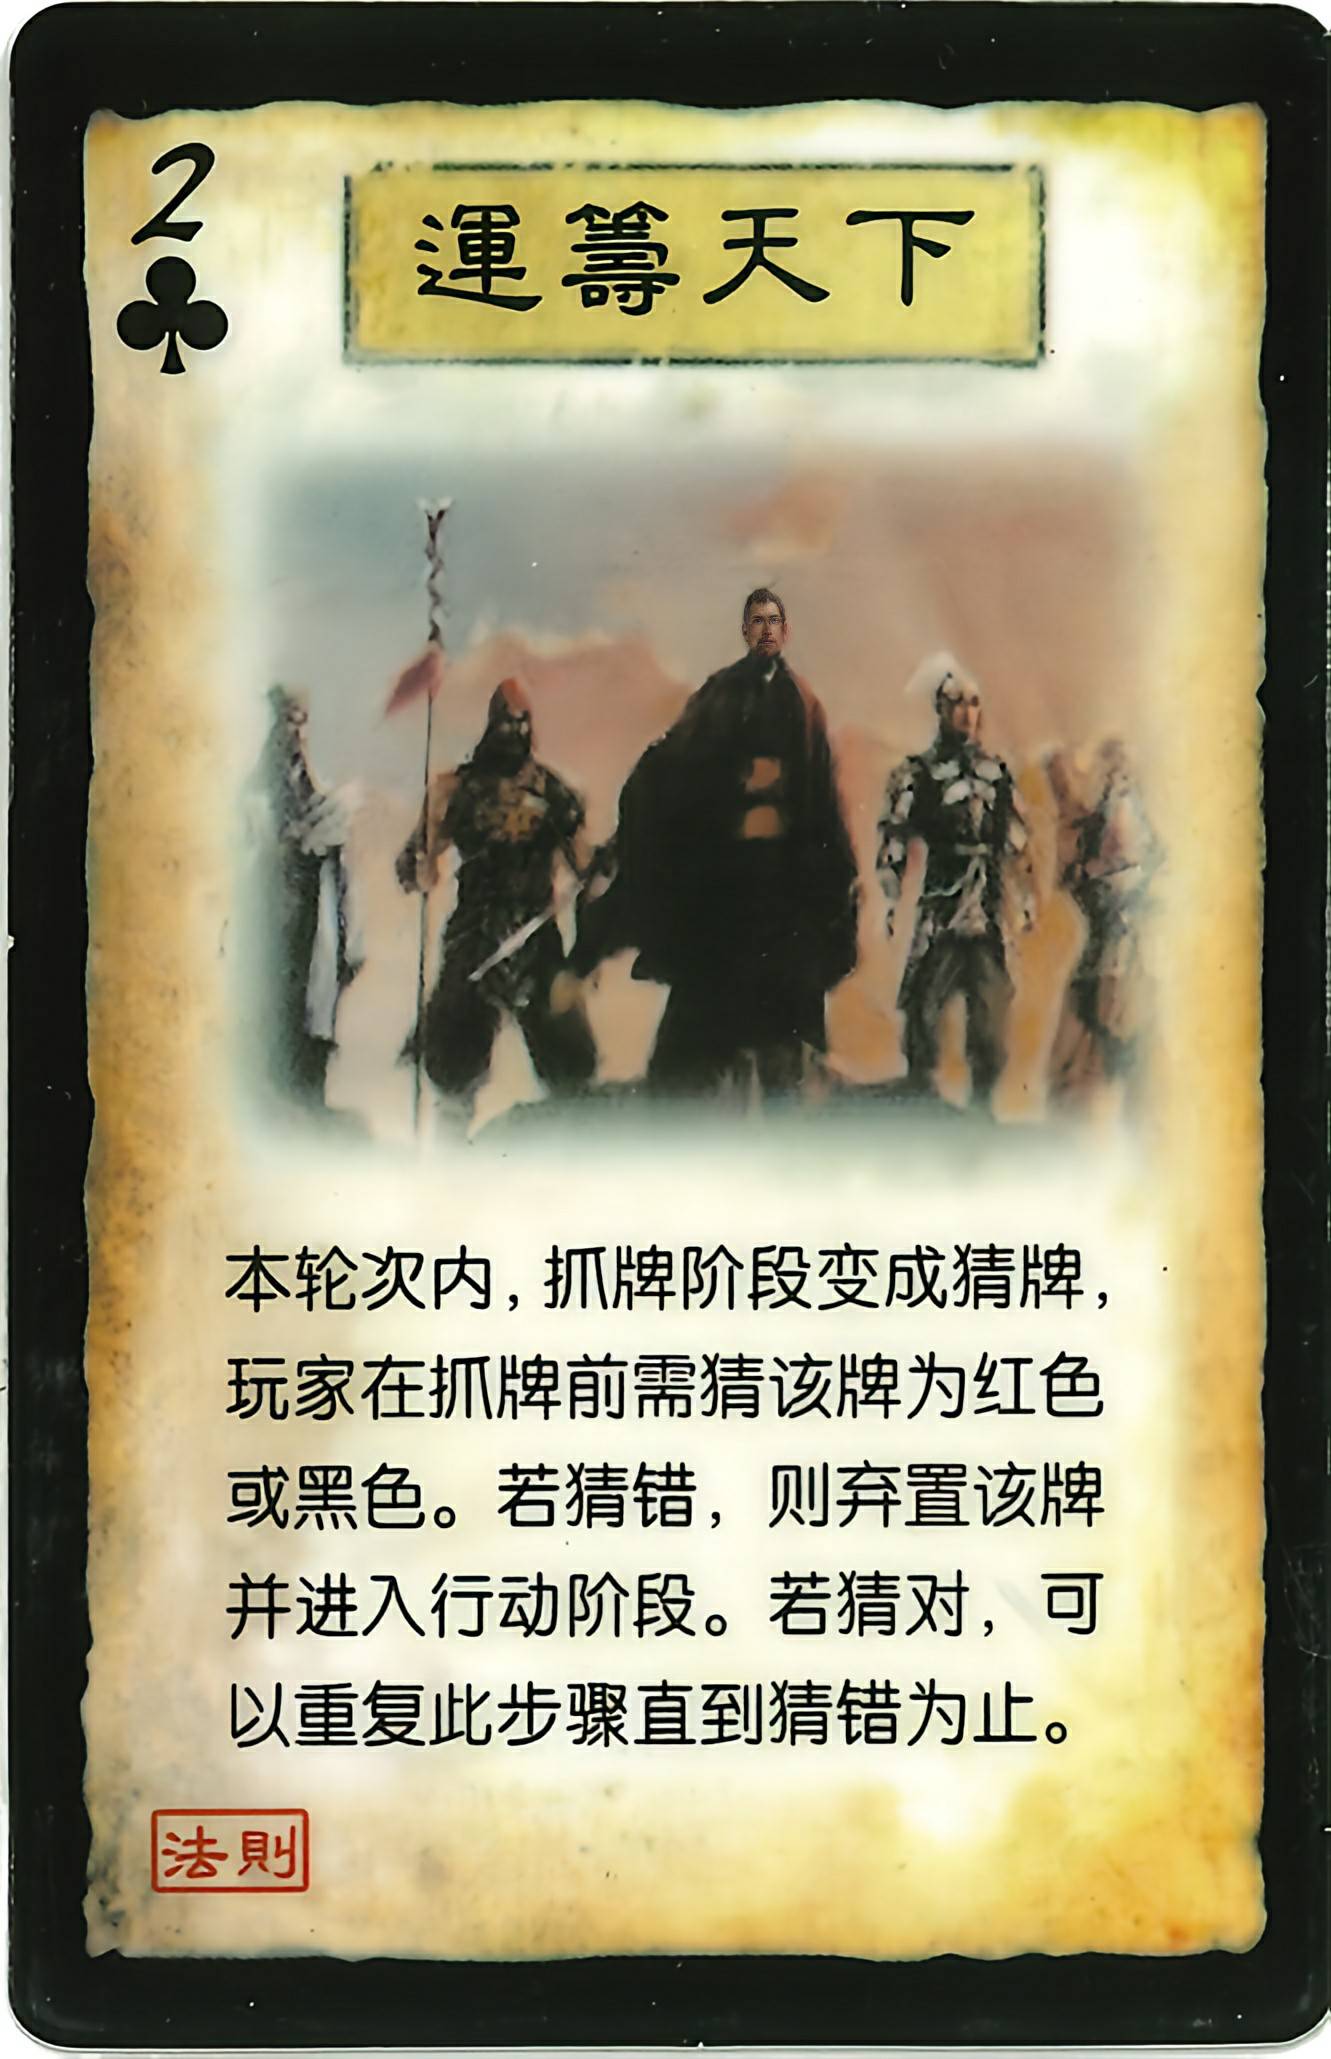 2
運籌天下
本轮次内，抓牌阶段变成猜牌，
玩家在抓牌前需猜该牌为红色
或黑色。若猜错，则弃置该牌
并进入行动阶段。若猜对，可
以重复此步骤直到猜错为止。
法則